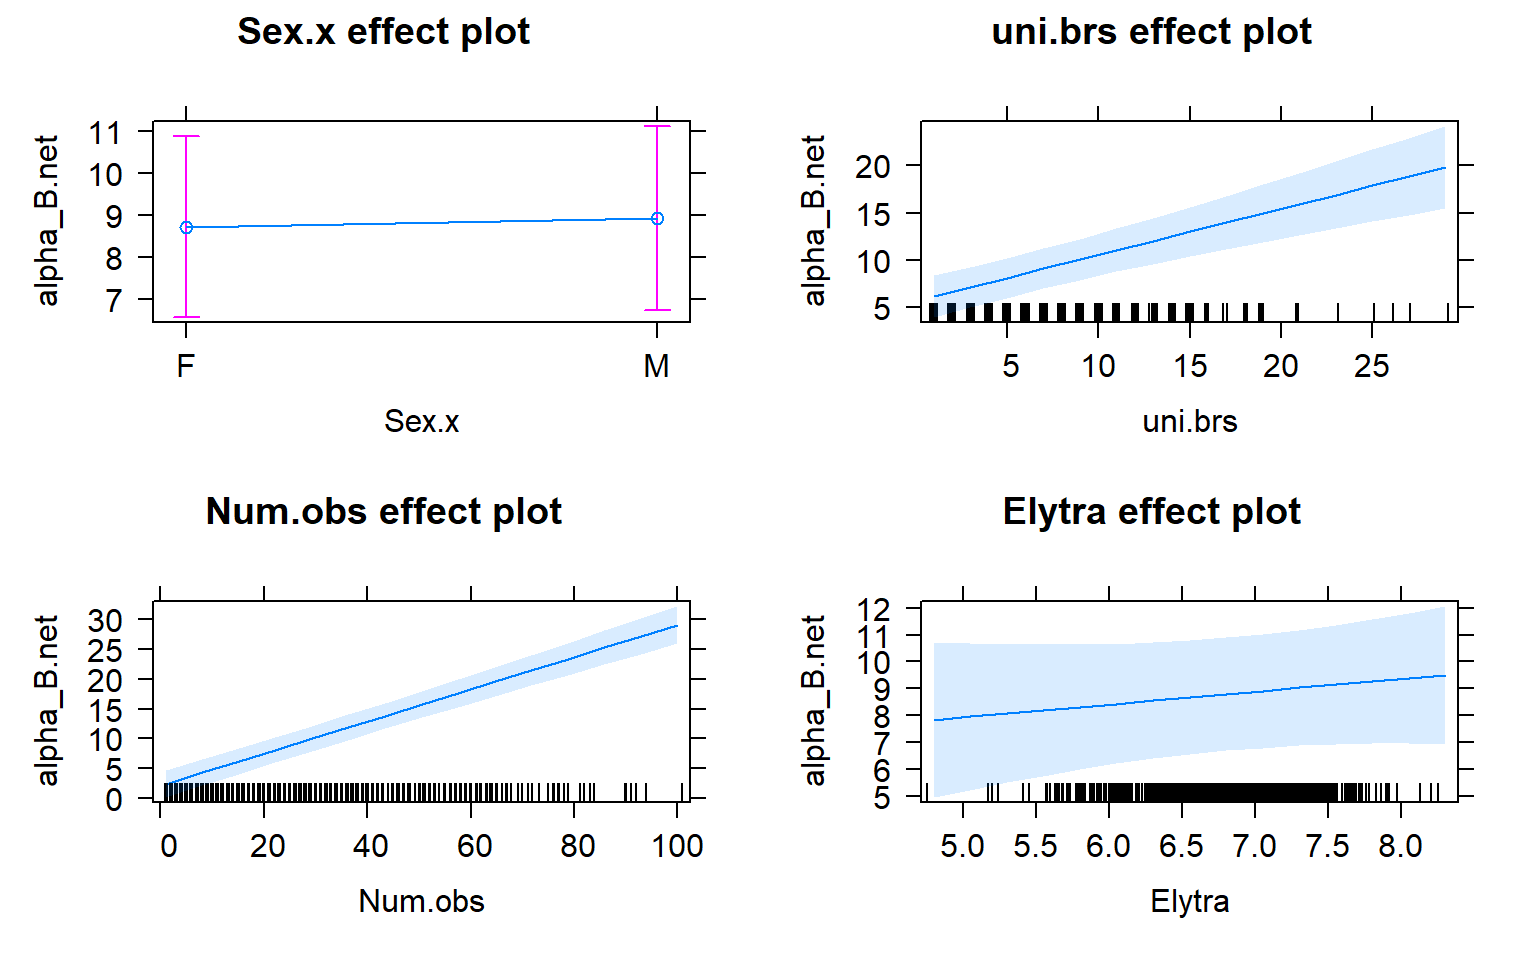 Sex.x effect plot
alpha_B.net
11
10
9
8
7
F M
Sex.x
uni.brs effect plot
alpha_B.net
20
15
10
5
5 10 15 20 25
uni.brs
Num.obs effect plot
alpha_B.net
30
25
20
15
10
5
0
0 20 40 60 80 100
Num.obs
Elytra effect plot
alpha_B.net
12
11
10
9
8
7
6
5
5.0 5.5 6.0 6.5 7.0 7.5 8.0
Elytra